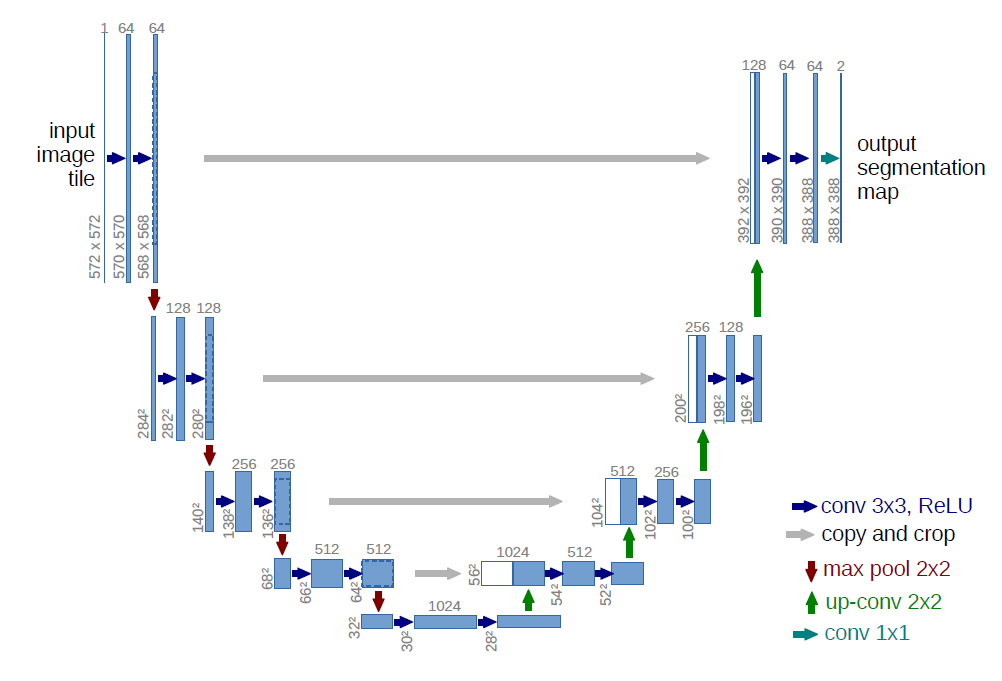 1 64 64
input
image
tile
572 x 572
570 x 570
568 x 568
128 64 64 2
392 x 392
390 x 390
388 x 388
388 x 388
output
segmentation
map
128 128
284²
282²
280²
256 128
200²
198²
196²
256 256
140²
138²
136²
512 256
104²
102²
100²
512 512
68²
66²
64²
1024 512
56²
54²
52²
1024
32²
30²
28²
conv 3x3, ReLU
copy and crop
max pool 2x2
up-conv 2x2
conv 1x1